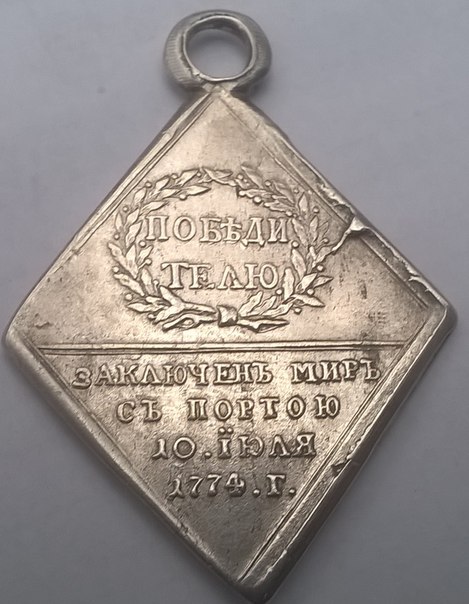 ПОБѢДИ
ТЕЛЮ
ЗАКЛЮЧЕНЪ МИРЪ
СЪ ПОРТОЮ
10. ЇЮЛЯ
1774. Г.